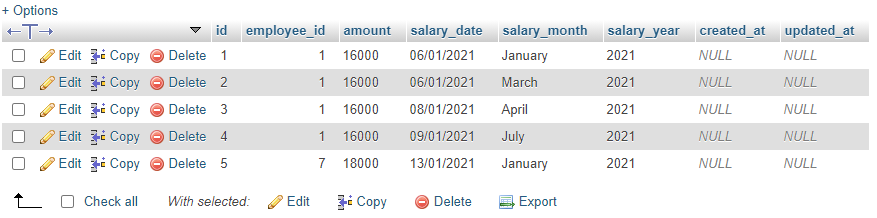 + Options
id employee_id amount salary_date salary_month salary_year created_at updated_at
Edit Copy Delete 1 1 16000 06/01/2021 January 2021 NULL NULL
Edit Copy Delete 2 1 16000 06/01/2021 March 2021 NULL NULL
Edit Copy Delete 3 1 16000 08/01/2021 April 2021 NULL NULL
Edit Copy Delete 4 1 16000 09/01/2021 July 2021 NULL NULL
Edit Copy Delete 5 7 18000 13/01/2021 January 2021 NULL NULL
Check all With selected: Edit Copy Delete Export